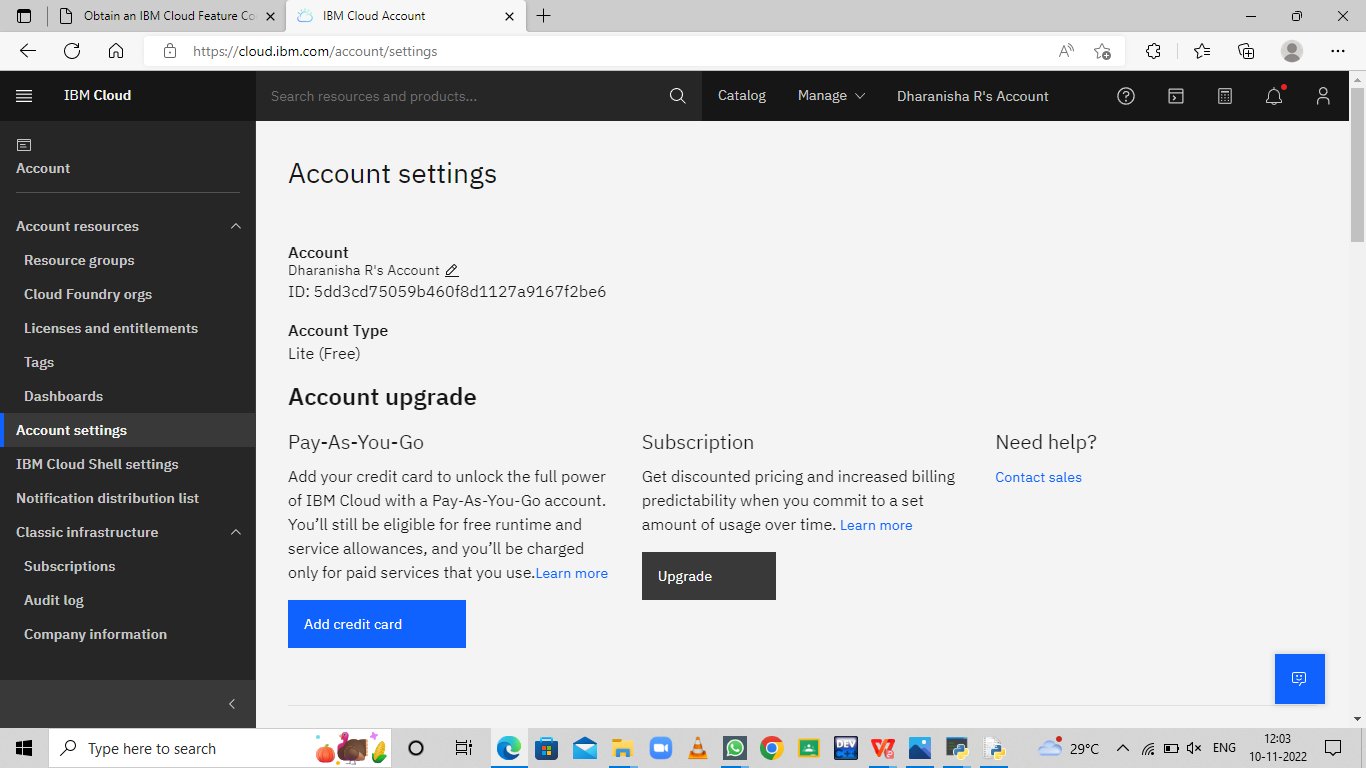 Obtain an IBM Cloud Feature Co
IBM Cloud Account
https://cloud.ibm.com/account/settings
IBM Cloud
Search resources and products...
Catalog
Manage
Dharanisha R's Account
Account
Account resources
Resource groups
Cloud Foundry orgs
Licenses and entitlements
Tags
Dashboards
Account settings
IBM Cloud Shell settings
Notification distribution list
Classic infrastructure
Subscriptions
Audit log
Company information
Account settings
Account
Dharanisha R's Account
ID: 5dd3cd75059b460f8d1127a9167f2be6
Account Type
Lite (Free)
Account upgrade
Pay-As-You-Go
Add your credit card to unlock the full power
of IBM Cloud with a Pay-As-You-Go account.
You’ll still be eligible for free runtime and
service allowances, and you’ll be charged
only for paid services that you use.Learn more
Add credit card
Subscription
Get discounted pricing and increased billing
predictability when you commit to a set
amount of usage over time. Learn more
Upgrade
Need help?
Contact sales
Type here to search
DEV
29°C
ENG
12:03
10-11-2022